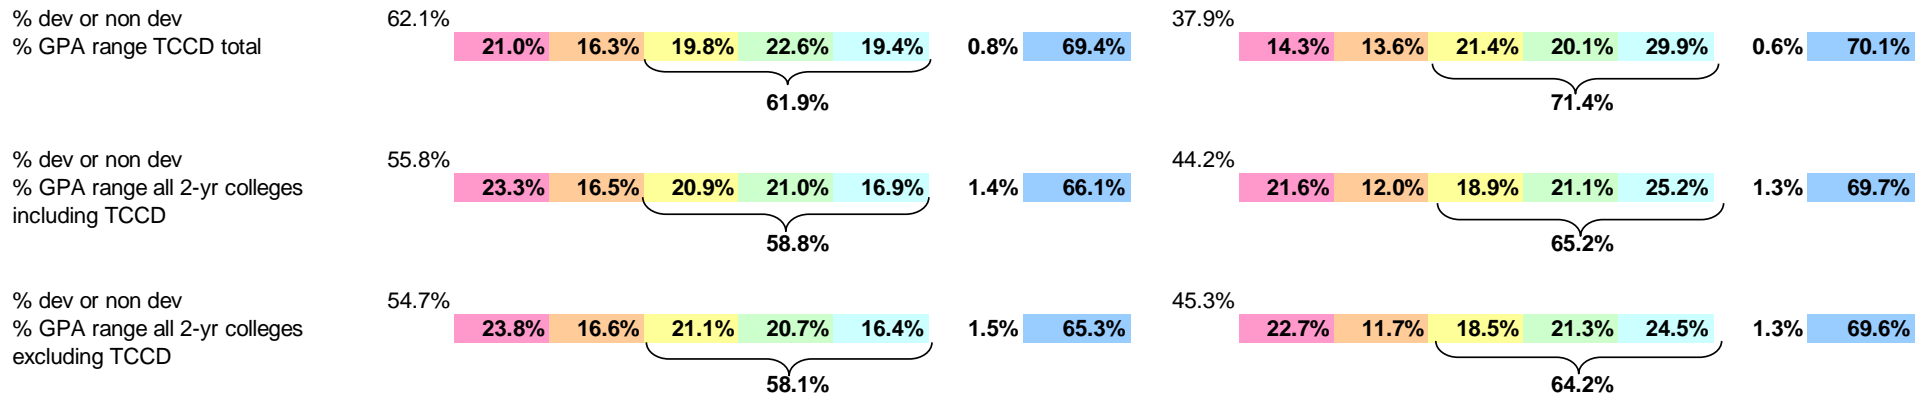 % dev or non dev 62.1% 37.9%
% GPA range TCCD total 21.0% 16.3% 19.8% 22.6% 19.4% 0.8% 69.4% 14.3% 13.6% 21.4% 20.1% 29.9% 0.6% 70.1%
61.9% 71.4%
% dev or non dev 55.8% 44.2%
% GPA range all 2-yr colleges 23.3% 16.5% 20.9% 21.0% 16.9% 1.4% 66.1% 21.6% 12.0% 18.9% 21.1% 25.2% 1.3% 69.7%
including TCCD
58.8% 65.2%
% dev or non dev 54.7% 45.3%
% GPA range all 2-yr colleges 23.8% 16.6% 21.1% 20.7% 16.4% 1.5% 65.3% 22.7% 11.7% 18.5% 21.3% 24.5% 1.3% 69.6%
excluding TCCD
58.1% 64.2%